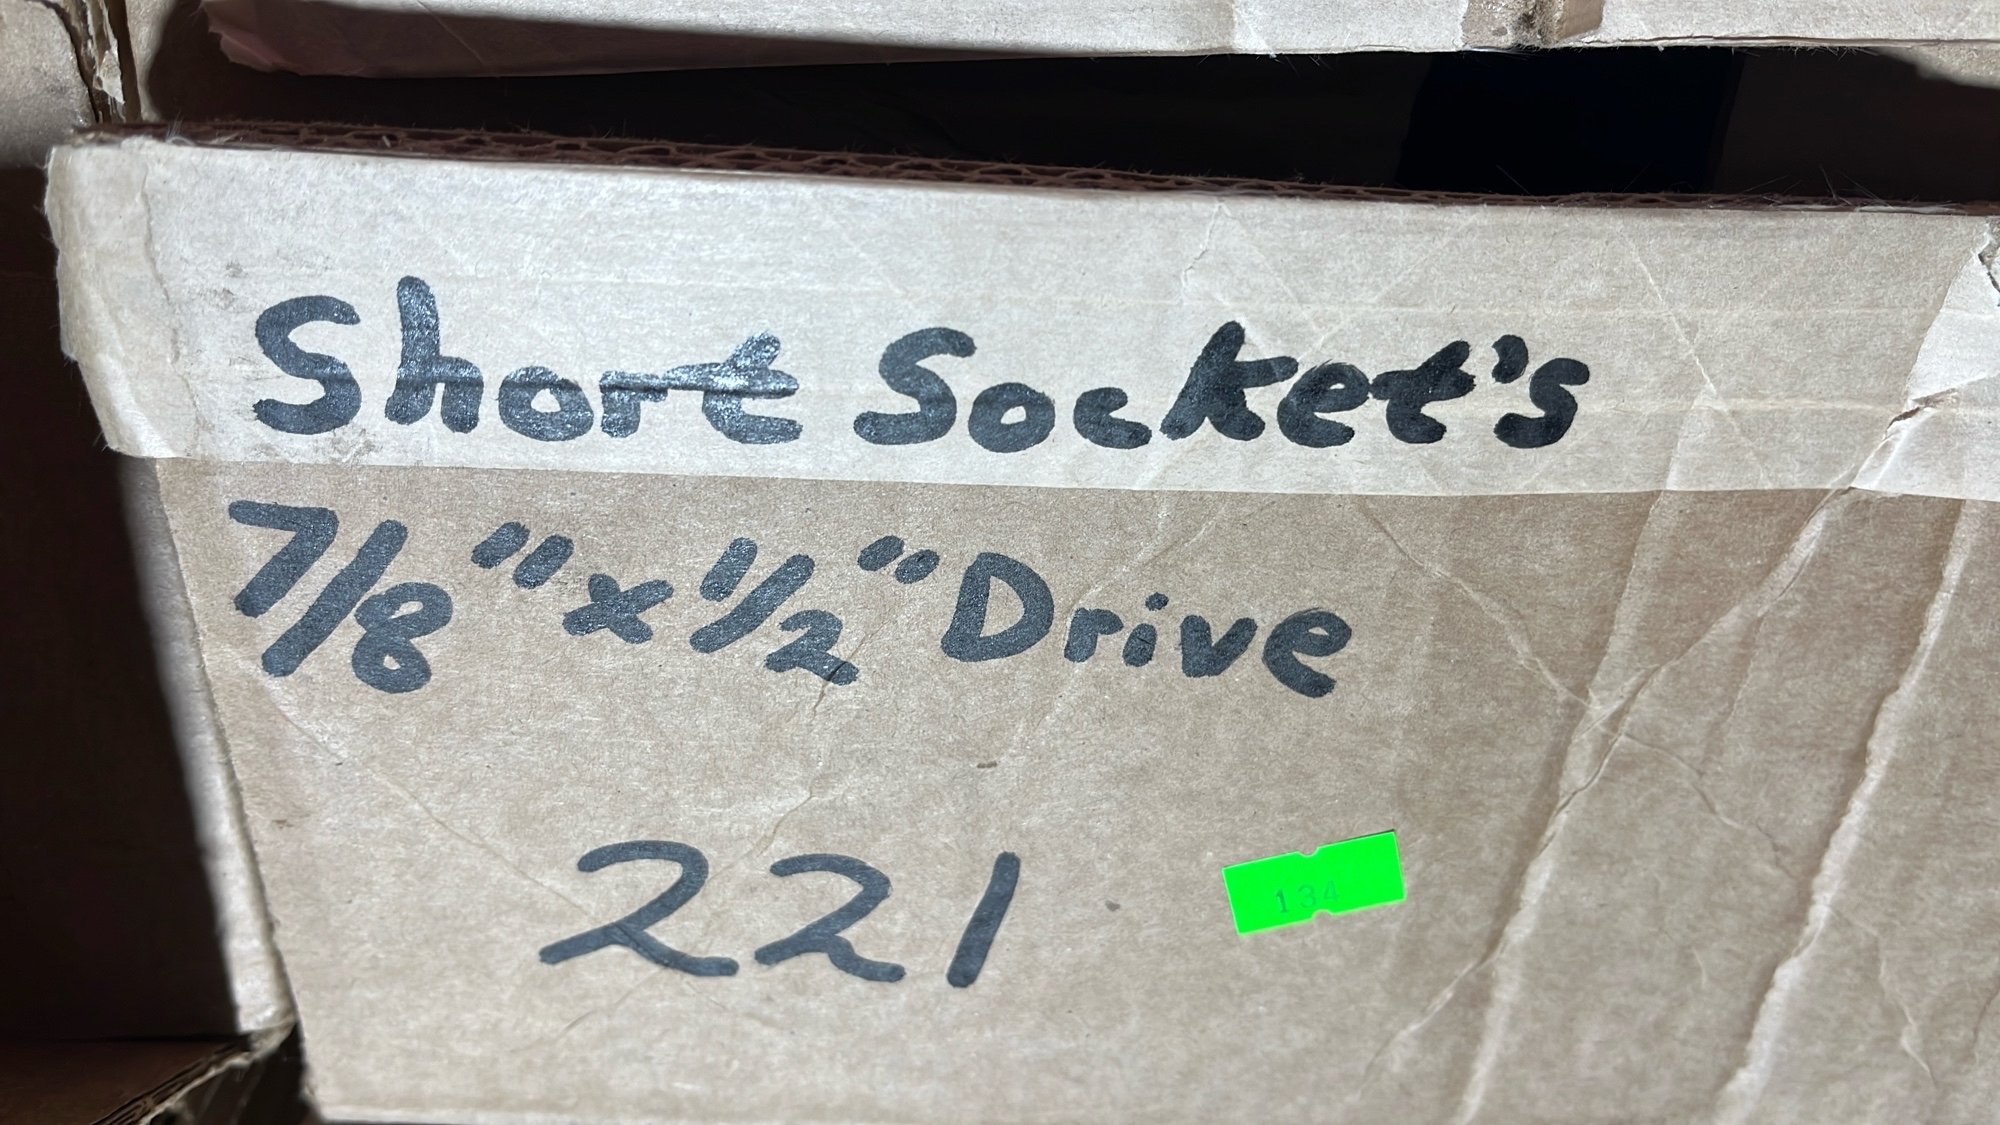 Short Socket's
7/8" x 1/2" Drive
221
134